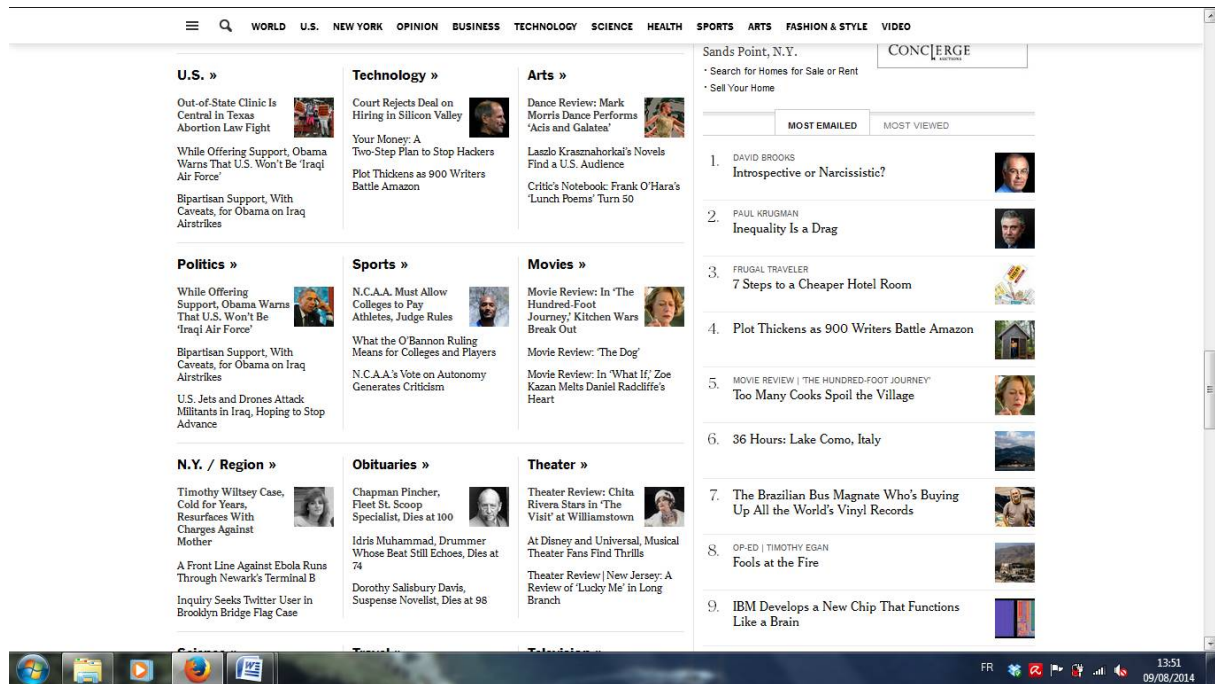 WORLD U.S. NEW YORK OPINION BUSINESS TECHNOLOGY SCIENCE HEALTH SPORTS ARTS FASHION & STYLE VIDEO
U.S. »
Out-of-State Clinic Is
Central in Texas
Abortion Law Fight
While Offering Support, Obama
Warns That U.S. Won't Be 'Iraqi
Air Force'
Bipartisan Support, With
Caveats, for Obama on Iraq
Airstrikes
Technology »
Court Rejects Deal on
Hiring in Silicon Valley
Your Money: A
Two-Step Plan to Stop Hackers
Plot Thickens as 900 Writers
Battle Amazon
Arts »
Dance Review: Mark
Morris Dance Performs
'Acis and Galatea'
Laszlo Krasznahorkai's Novels
Find a U.S. Audience
Critic's Notebook: Frank O'Hara's
'Lunch Poems' Turn 50
Politics »
While Offering
Support, Obama Warns
That U.S. Won't Be
'Iraqi Air Force'
Bipartisan Support, With
Caveats, for Obama on Iraq
Airstrikes
U.S. Jets and Drones Attack
Militants in Iraq, Hoping to Stop
Advance
Sports »
N.C.A.A. Must Allow
Colleges to Pay
Athletes, Judge Rules
What the O'Bannon Ruling
Means for Colleges and Players
N.C.A.A.'s Vote on Autonomy
Generates Criticism
Movies »
Movie Review: In 'The
Hundred-Foot
Journey,' Kitchen Wars
Break Out
Movie Review: 'The Dog'
Movie Review: In 'What If,' Zoe
Kazan Melts Daniel Radcliffe's
Heart
N.Y. / Region »
Timothy Wiltsey Case,
Cold for Years,
Resurfaces With
Charges Against
Mother
A Front Line Against Ebola Runs
Through Newark's Terminal B
Inquiry Seeks Twitter User in
Brooklyn Bridge Flag Case
Obituaries »
Chapman Pincher,
Fleet St. Scoop
Specialist, Dies at 100
Idris Muhammad, Drummer
Whose Beat Still Echoes, Dies at
74
Dorothy Salisbury Davis,
Suspense Novelist, Dies at 98
Theater »
Theater Review: Chita
Rivera Stars in 'The
Visit' at Williamstown
At Disney and Universal, Musical
Theater Fans Find Thrills
Theater Review | New Jersey: A
Review of 'Lucky Me' in Long
Branch
Science »
Travel »
Television »
Sands Point, N.Y.
· Search for Homes for Sale or Rent
· Sell Your Home
CONCIERGE
AUCTIONS
MOST EMAILED MOST VIEWED
1. DAVID BROOKS
Introspective or Narcissistic?
2. PAUL KRUGMAN
Inequality Is a Drag
3. FRUGAL TRAVELER
7 Steps to a Cheaper Hotel Room
4. Plot Thickens as 900 Writers Battle Amazon
5. MOVIE REVIEW | 'THE HUNDRED-FOOT JOURNEY'
Too Many Cooks Spoil the Village
6. 36 Hours: Lake Como, Italy
7. The Brazilian Bus Magnate Who's Buying
Up All the World's Vinyl Records
8. OP-ED | TIMOTHY EGAN
Fools at the Fire
9. IBM Develops a New Chip That Functions
Like a Brain
FR
13:51
09/08/2014